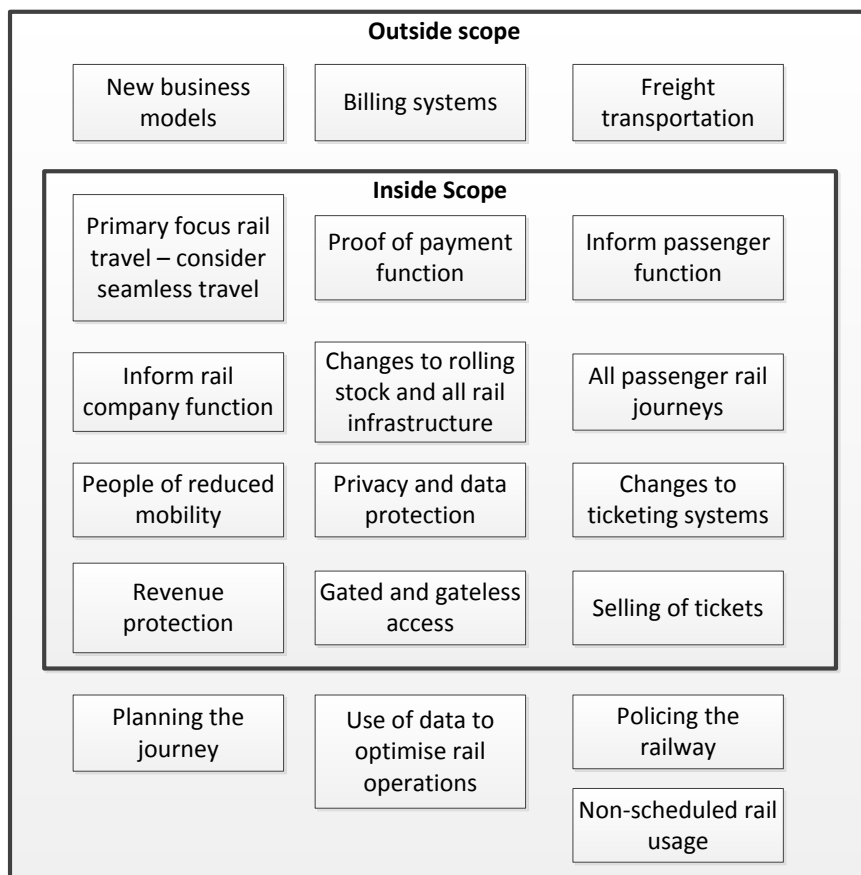 Outside scope
New business
models
Billing systems
Freight
transportation
Inside Scope
Primary focus rail
travel – consider
seamless travel
Proof of payment
function
Inform passenger
function
Inform rail
company function
Changes to rolling
stock and all rail
infrastructure
All passenger rail
journeys
People of reduced
mobility
Privacy and data
protection
Changes to
ticketing systems
Revenue
protection
Gated and gateless
access
Selling of tickets
Planning the
journey
Use of data to
optimise rail
operations
Policing the
railway
Non-scheduled rail
usage